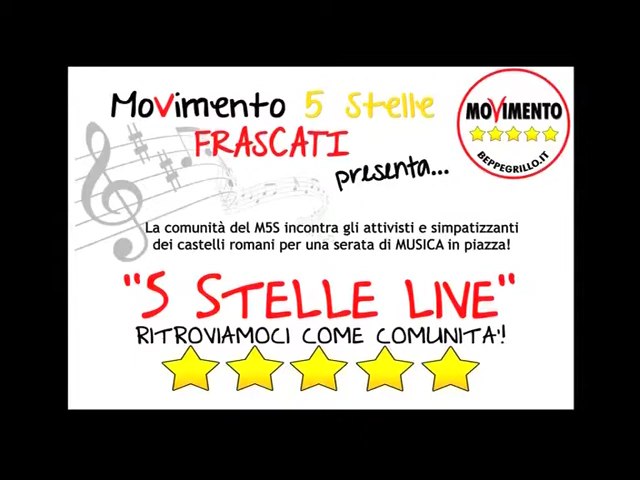 MoVimento 5 Stelle
FRASCATI
presenta...
MOVIMENTO
BEPPEGRILLO.IT
La comunità del M5S incontra gli attivisti e simpatizzanti
dei castelli romani per una serata di MUSICA in piazza!
"5 STELLE LIVE"
RITROVIAMOCI COME COMUNITA'!